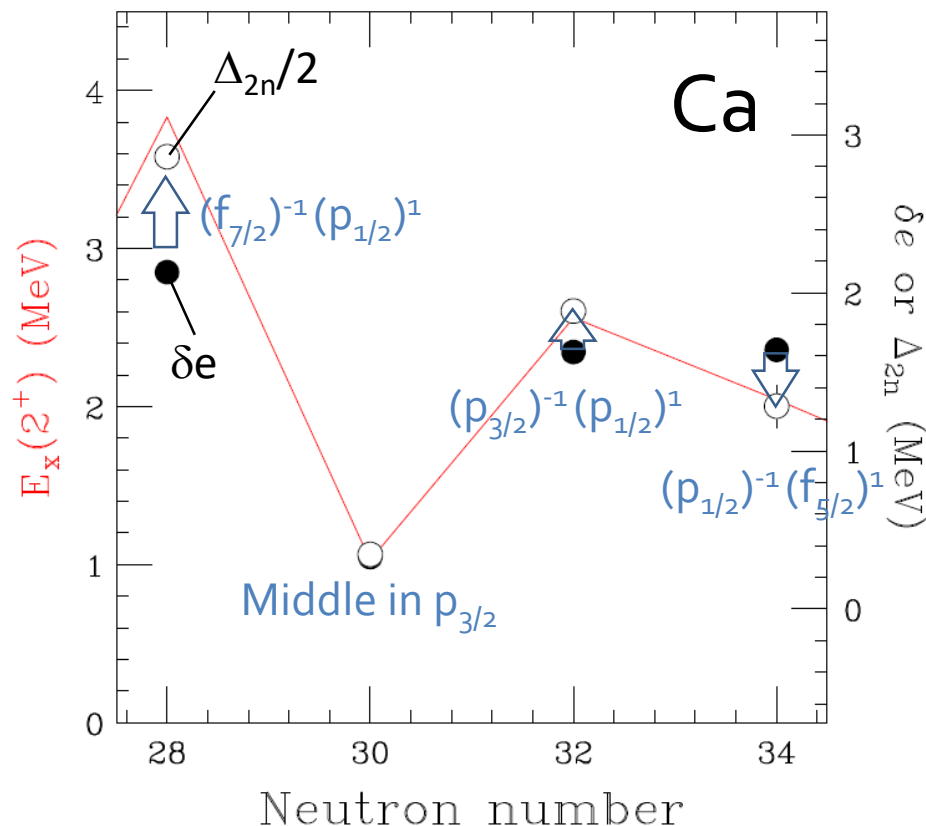 Ca
Δ2n/2
δe
(f7/2)-1(p1/2)1
(p3/2)-1(p1/2)1
(p1/2)-1(f5/2)1
Middle in p3/2
Ex(2+) (MeV)
4
3
2
1
0
δe or Δ2n (MeV)
3
2
1
0
28
30
32
34
Neutron number